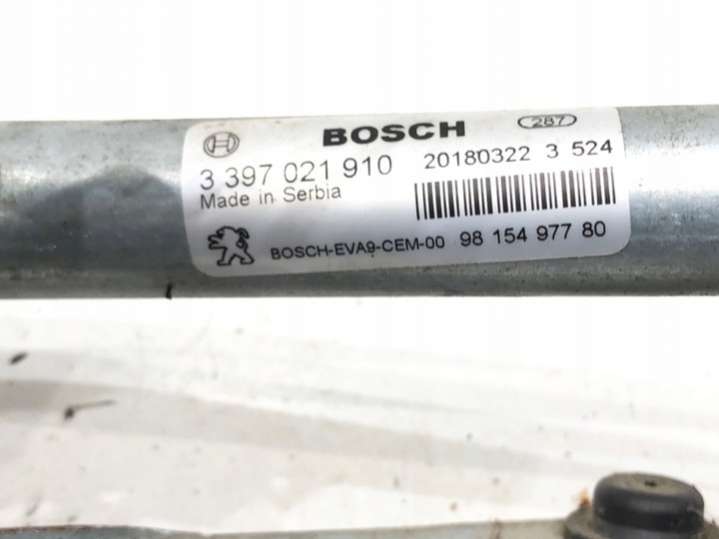 BOSCH 287
3 397 021 910 20180322 3 524
Made in Serbia
BOSCH-EVA9-CEM-00 98 154 977 80